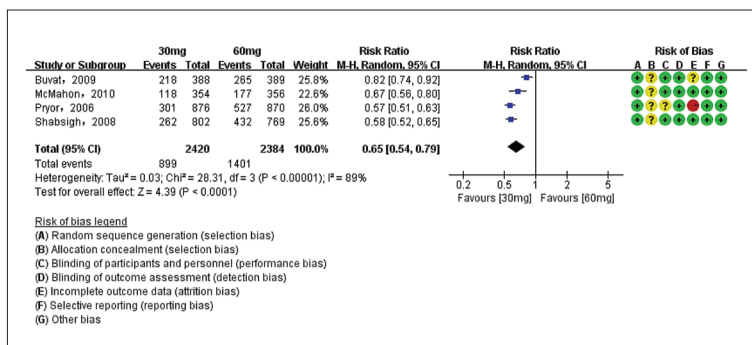 30mg 60mg Risk Ratio Risk Ratio Risk of Bias
Study or Subgroup Events Total Events Total Weight M-H, Random, 95% CI M-H, Random, 95% CI A B C D E F G
Buvat, 2009 218 388 265 389 25.8% 0.82 [0.74, 0.92] + ? + + ? + +
McMahon, 2010 118 354 177 356 22.4% 0.67 [0.56, 0.80] + ? + + + + +
Pryor, 2006 301 876 527 870 26.0% 0.57 [0.51, 0.63] + ? ? + - + +
Shabsigh, 2008 262 802 432 769 25.8% 0.58 [0.52, 0.65] + ? + + + + +
Total (95% CI) 2420 2384 100.0% 0.65 [0.54, 0.79]
Total events 899 1401
Heterogeneity: Tau² = 0.03; Chi² = 28.31, df = 3 (P < 0.00001); I² = 89%
Test for overall effect: Z = 4.39 (P < 0.0001)
0.2 0.5 1 2 5
Favours [30mg] Favours [60mg]
Risk of bias legend
(A) Random sequence generation (selection bias)
(B) Allocation concealment (selection bias)
(C) Blinding of participants and personnel (performance bias)
(D) Blinding of outcome assessment (detection bias)
(E) Incomplete outcome data (attrition bias)
(F) Selective reporting (reporting bias)
(G) Other bias